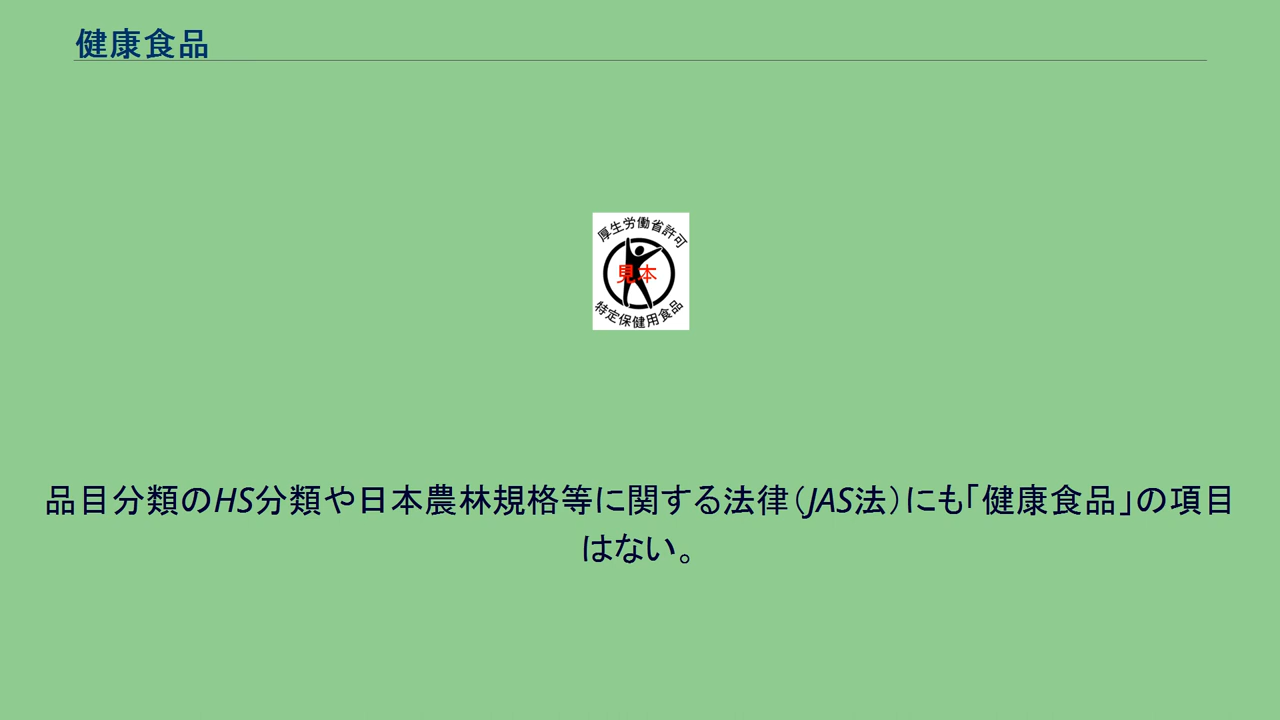 健康食品
厚生労働省許可
見本
特定保健用食品
品目分類のHS分類や日本農林規格等に関する法律（JAS法）にも「健康食品」の項目
はない。